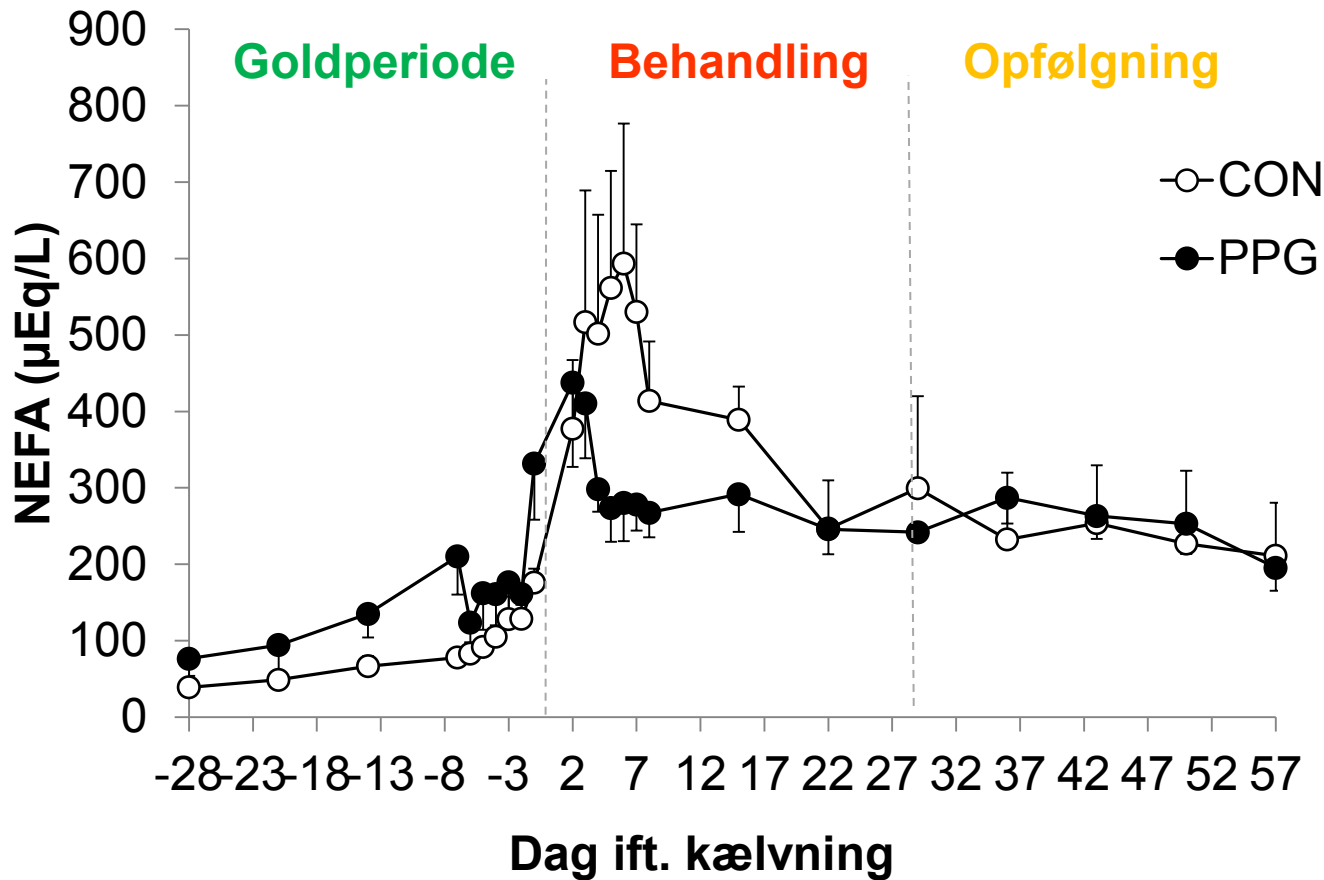 Goldperiode
Behandling
Opfølgning
CON
PPG
NEFA (µEq/L)
900
800
700
600
500
400
300
200
100
0
-28 -23 -18 -13 -8 -3 2 7 12 17 22 27 32 37 42 47 52 57
Dag ift. kælvning